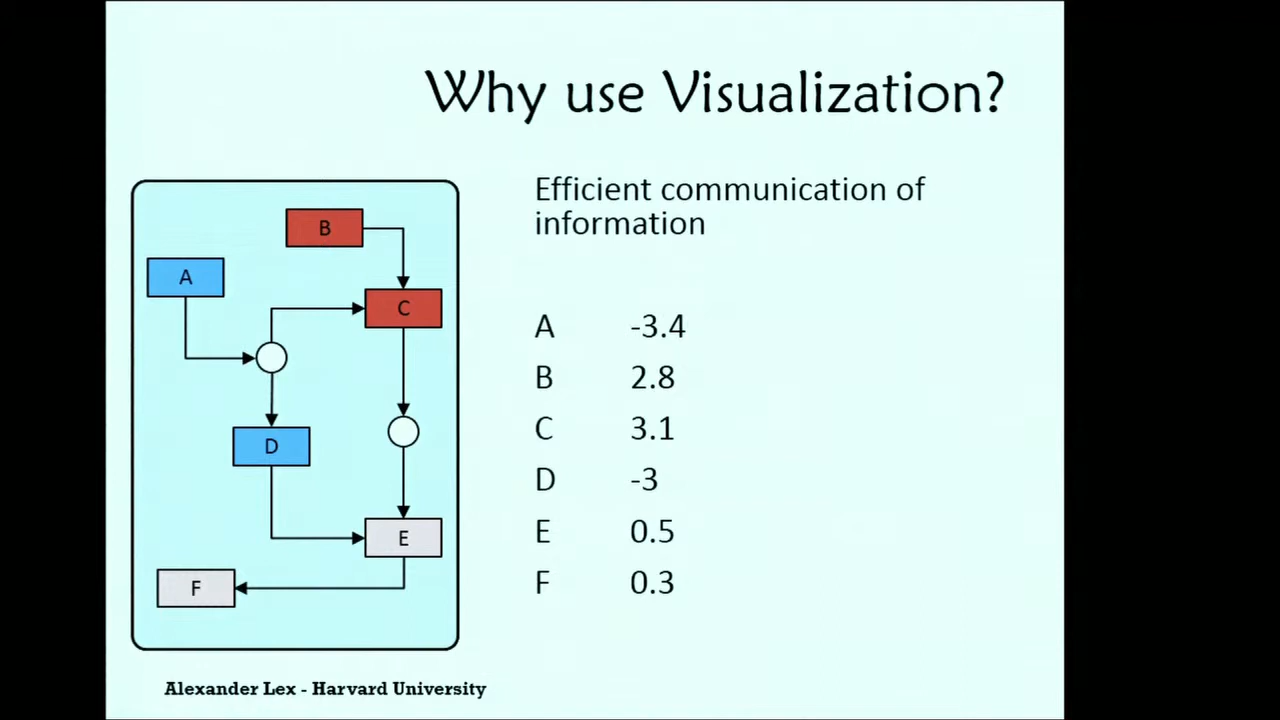 Why use Visualization?
Efficient communication of
information
B
A
C
D
E
F
A -3.4
B 2.8
C 3.1
D -3
E 0.5
F 0.3
Alexander Lex - Harvard University